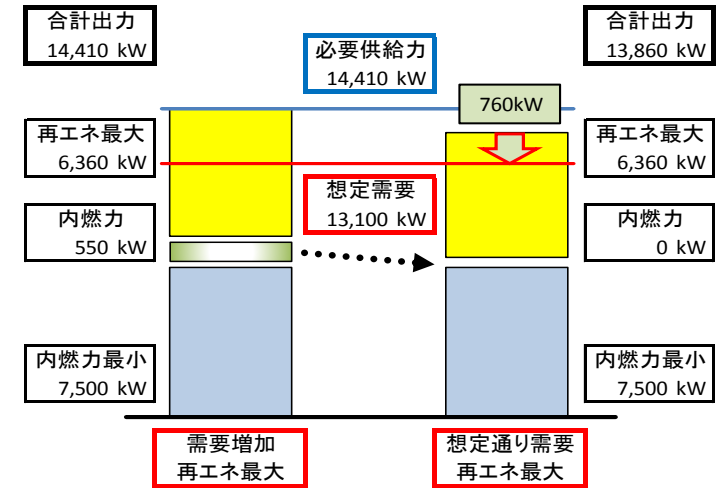 合計出力
14,410 kW
必要供給力
14,410 kW
合計出力
13,860 kW
760kW
再エネ最大
6,360 kW
再エネ最大
6,360 kW
想定需要
13,100 kW
内燃力
550 kW
内燃力
0 kW
内燃力最小
7,500 kW
内燃力最小
7,500 kW
需要増加
再エネ最大
想定通り需要
再エネ最大